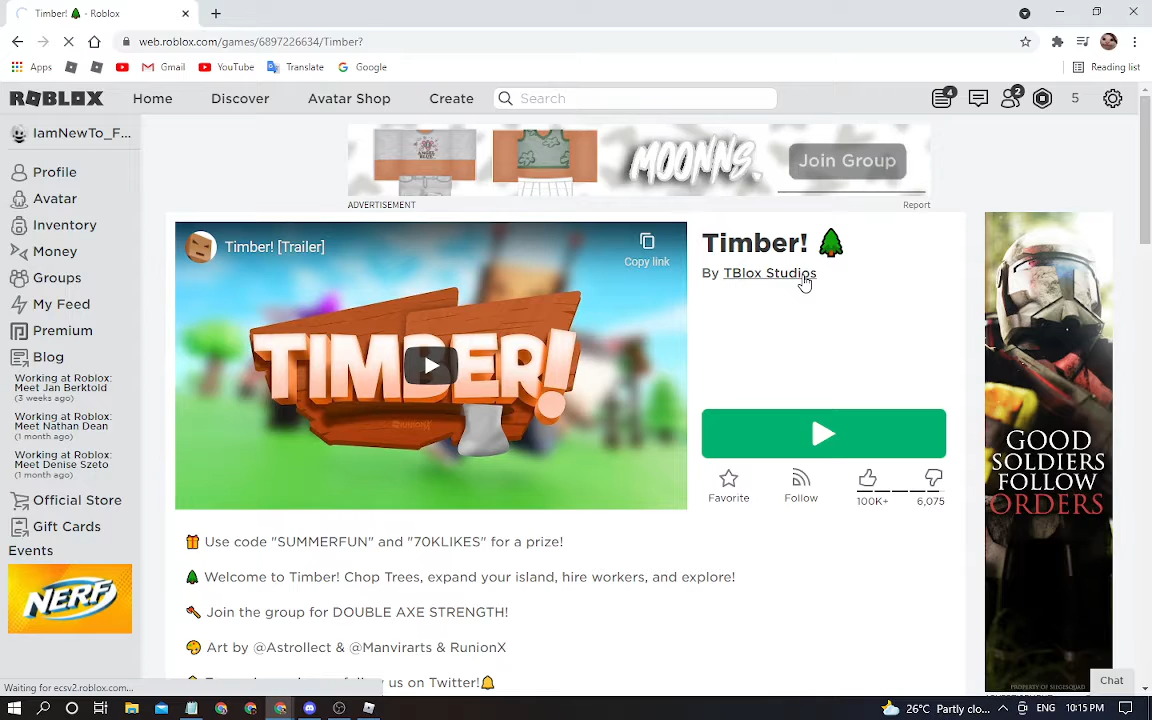 Timber! 🌲 - Roblox
web.roblox.com/games/6897226634/Timber?
Apps
Gmail
YouTube
Translate
Google
Reading list
ROBLOX
Home
Discover
Avatar Shop
Create
Search
4
2
5
IamNewTo_F...
Profile
Avatar
Inventory
Money
Groups
My Feed
Premium
Blog
Working at Roblox:
Meet Jan Berktold
(3 weeks ago)
Working at Roblox:
Meet Nathan Dean
(1 month ago)
Working at Roblox:
Meet Denise Szeto
(1 month ago)
Official Store
Gift Cards
Events
NERF
MOONNS.
Join Group
ADVERTISEMENT
Report
Timber! [Trailer]
Copy link
TIMBER!
Timber! 🌲
By TBlox Studios
Favorite
Follow
100K+
6,075
🎁 Use code "SUMMERFUN" and "70KLIKES" for a prize!
🌲 Welcome to Timber! Chop Trees, expand your island, hire workers, and explore!
🪓 Join the group for DOUBLE AXE STRENGTH!
🎨 Art by @Astrollect & @Manvirarts & RunionX
us on Twitter!🔔
GOOD
SOLDIERS
FOLLOW
ORDERS
PROPERTY OF SIEGESQUAD
Chat
Waiting for ecsv2.roblox.com...
26°C Partly clo...
ENG
10:15 PM